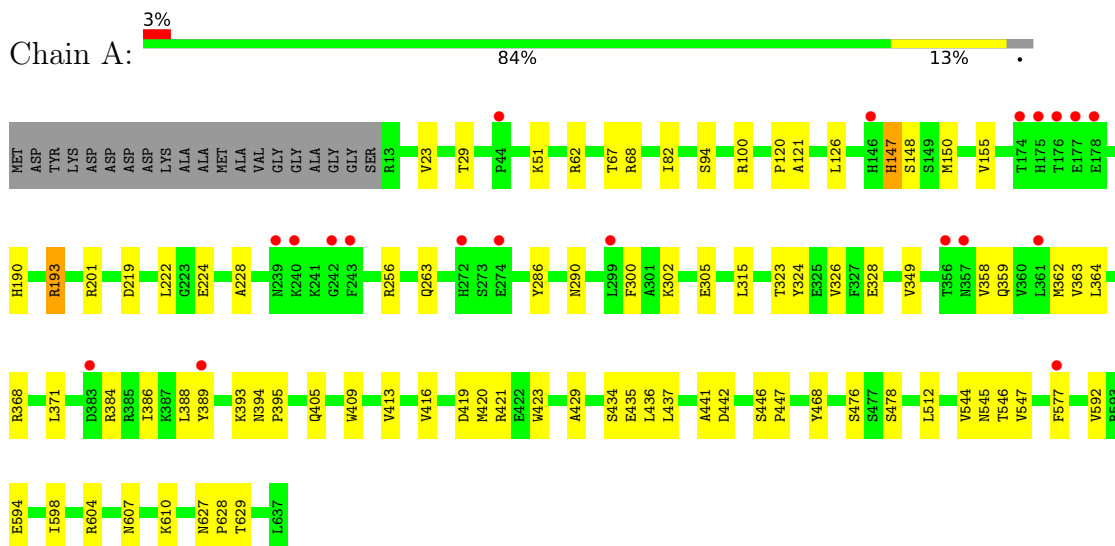 3%
Chain A:
84% 13% •
MET ASP TYR LYS ASP ASP ASP ASP LYS ALA ALA MET ALA VAL GLY GLY ALA GLY GLY SER R13 V23 T29 P44 K51 R62 T67 R68 I82 S94 R100 P120 A121 L126 H146 H147 S148 S149 M150 V155 T174 H175 T176 E177 E178
H190 R193 R201 D219 L222 G223 E224 A228 N239 K240 K241 G242 F243 R256 Q263 H272 S273 E274 Y286 N290 L299 F300 A301 K302 E305 L315 T323 Y324 E325 V326 F327 E328 V349 T356 N357 V358 Q359 V360 L361 M362 V363 L364
R368 L371 D383 R384 R385 I386 K387 L388 Y389 K393 N394 P395 Q405 W409 V413 V416 D419 M420 R421 E422 W423 A429 S434 E435 L436 L437 A441 D442 S446 P447 Y468 S476 S477 S478 L512 V544 N545 T546 V547 F577 V592 P593
E594 I598 R604 N607 K610 N627 P628 T629 L637